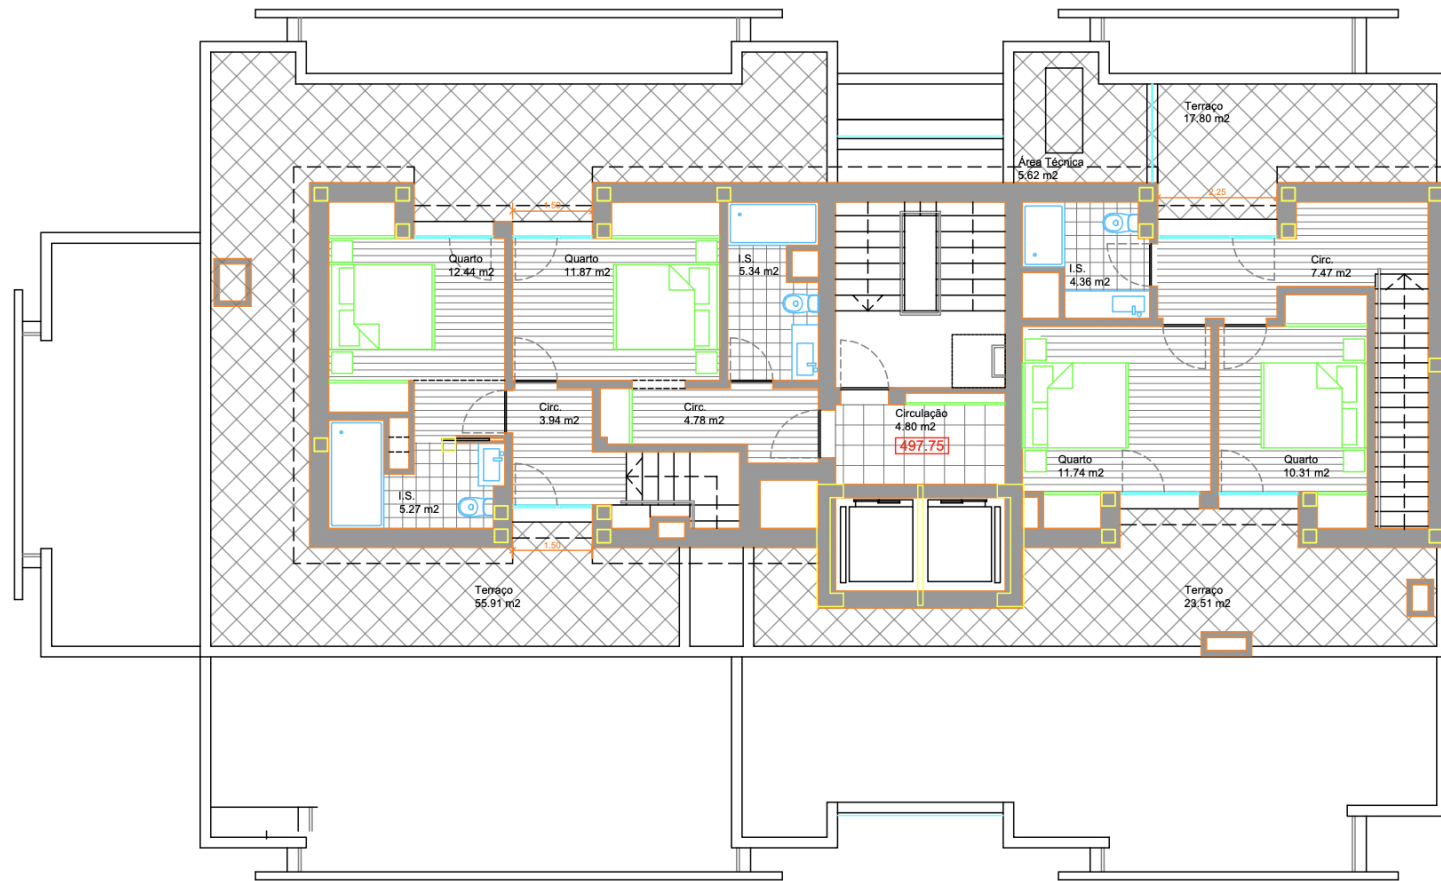 Terraço
17.80 m2
Área Técnica
5.62 m2
1.50
2.25
Quarto
12.44 m2
Quarto
11.87 m2
I.S.
5.34 m2
I.S.
4.36 m2
Circ.
7.47 m2
Circ.
3.94 m2
Circ.
4.78 m2
Circulação
4.80 m2
497.75
Quarto
11.74 m2
Quarto
10.31 m2
I.S.
5.27 m2
1.50
Terraço
55.91 m2
Terraço
23.51 m2